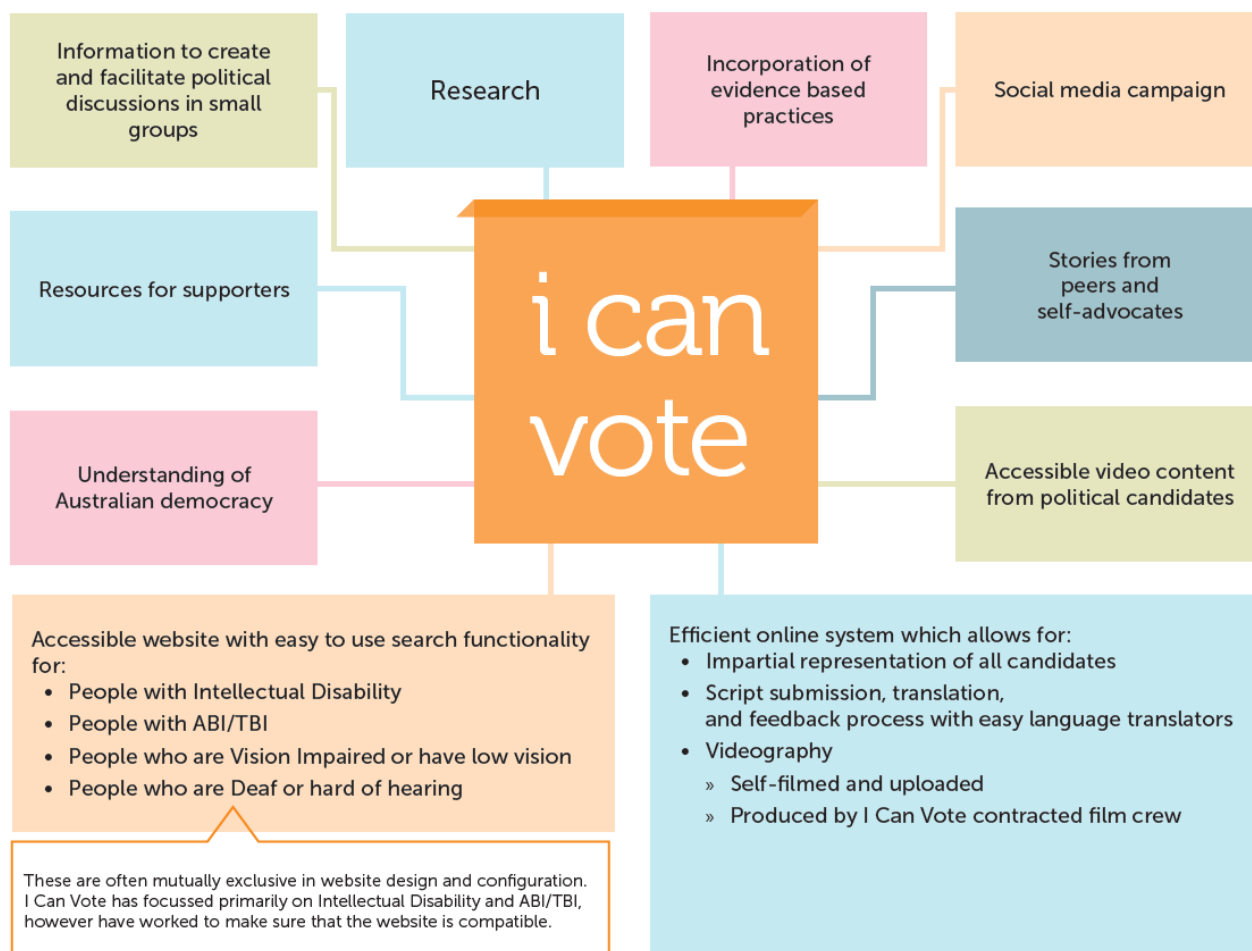 Information to create
and facilitate political
discussions in small
groups
Research
Incorporation of
evidence based
practices
Social media campaign
Resources for supporters
i can
vote
Stories from
peers and
self-advocates
Understanding of
Australian democracy
Accessible video content
from political candidates
Accessible website with easy to use search functionality
for:
• People with Intellectual Disability
• People with ABI/TBI
• People who are Vision Impaired or have low vision
• People who are Deaf or hard of hearing
These are often mutually exclusive in website design and configuration.
I Can Vote has focussed primarily on Intellectual Disability and ABI/TBI,
however have worked to make sure that the website is compatible.
Efficient online system which allows for:
• Impartial representation of all candidates
• Script submission, translation,
and feedback process with easy language translators
• Videography
» Self-filmed and uploaded
» Produced by I Can Vote contracted film crew